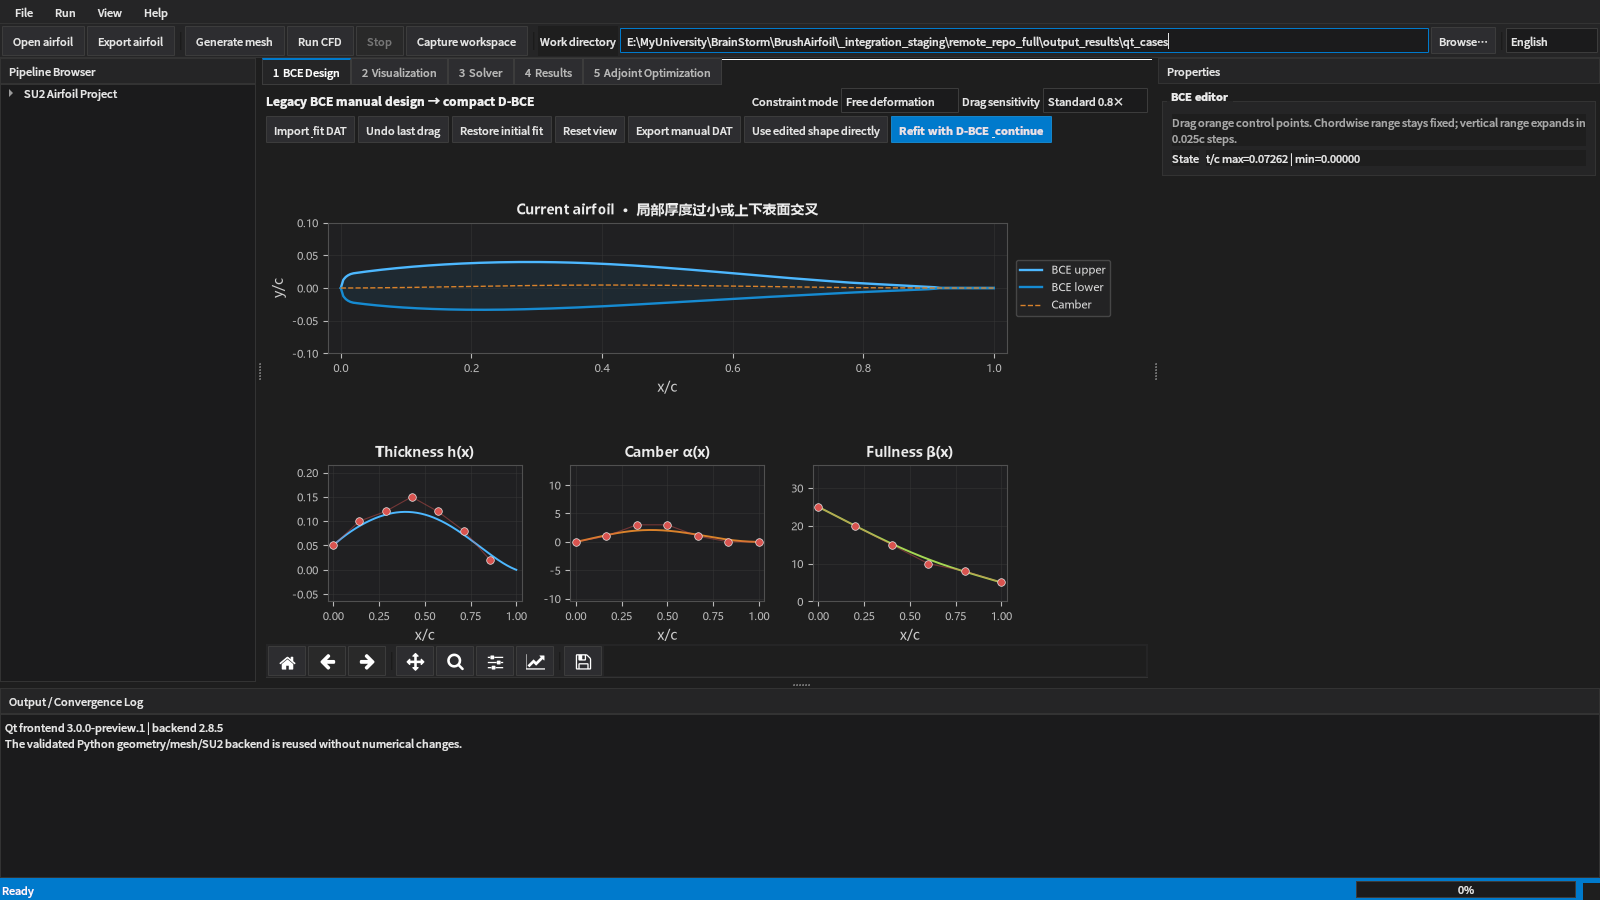 File Run View Help
Open airfoil Export airfoil Generate mesh Run CFD Stop Capture workspace Work directory E:\MyUniversity\BrainStorm\BrushAirfoil\_integration_staging\remote_repo_full\output_results\qt_cases Browse··· English
Pipeline Browser
SU2 Airfoil Project
1 BCE Design 2 Visualization 3 Solver 4 Results 5 Adjoint Optimization
Legacy BCE manual design → compact D-BCE Constraint mode Free deformation Drag sensitivity Standard 0.8×
Import_fit DAT Undo last drag Restore initial fit Reset view Export manual DAT Use edited shape directly Refit with D-BCE_continue
Current airfoil • 局部厚度过小或上下表面交叉
0.10
0.05
0.00
-0.05
-0.10
y/c
0.0 0.2 0.4 0.6 0.8 1.0
x/c
BCE upper
BCE lower
Camber
Thickness h(x)
0.20
0.15
0.10
0.05
0.00
-0.05
0.00 0.25 0.50 0.75 1.00
x/c
Camber α(x)
10
5
0
-5
-10
0.00 0.25 0.50 0.75 1.00
x/c
Fullness β(x)
30
20
10
0
0.00 0.25 0.50 0.75 1.00
x/c
Properties
BCE editor
Drag orange control points. Chordwise range stays fixed; vertical range expands in
0.025c steps.
State t/c max=0.07262 | min=0.00000
Output / Convergence Log
Qt frontend 3.0.0-preview.1 | backend 2.8.5
The validated Python geometry/mesh/SU2 backend is reused without numerical changes.
Ready 0%